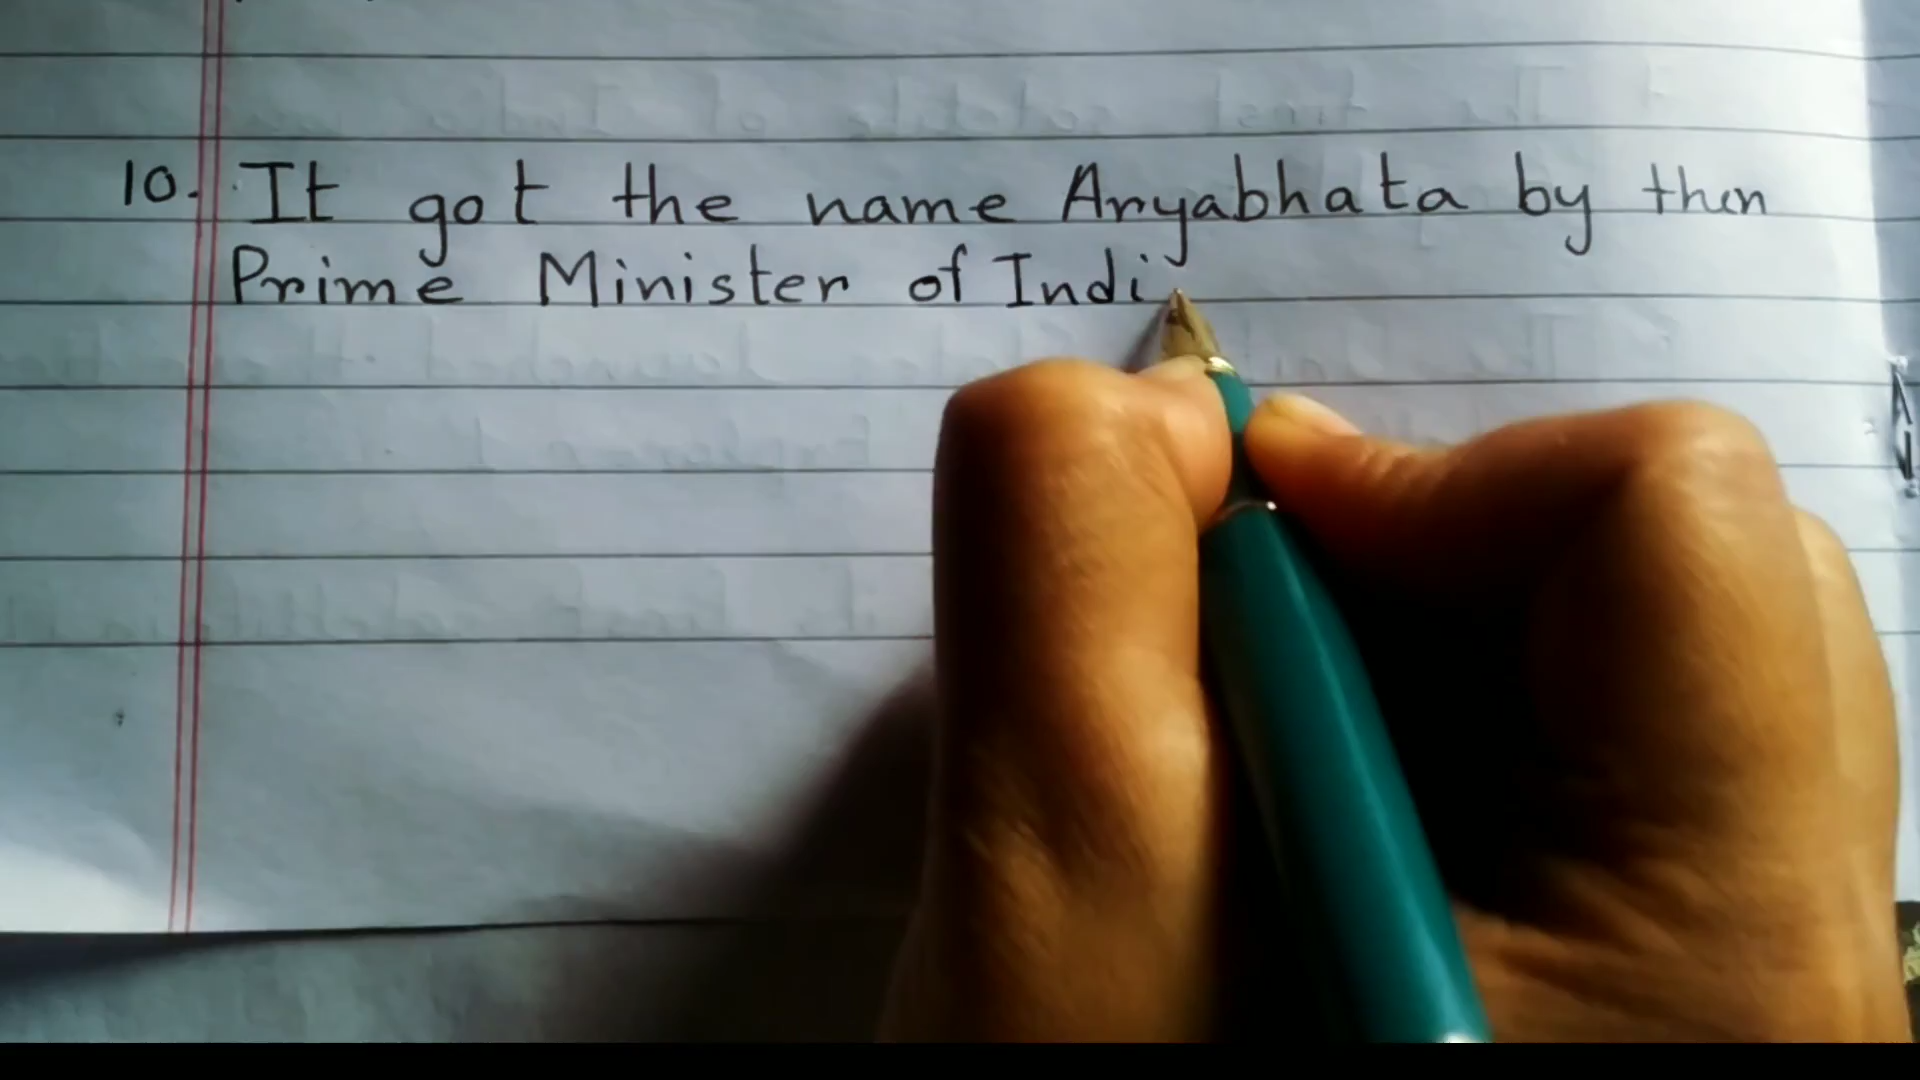 10. It got the name Aryabhata by then
Prime Minister of Indi